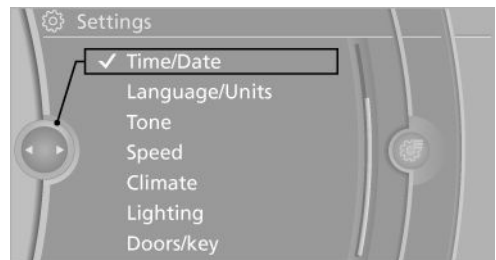 Settings
Time/Date
Language/Units
Tone
Speed
Climate
Lighting
Doors/key